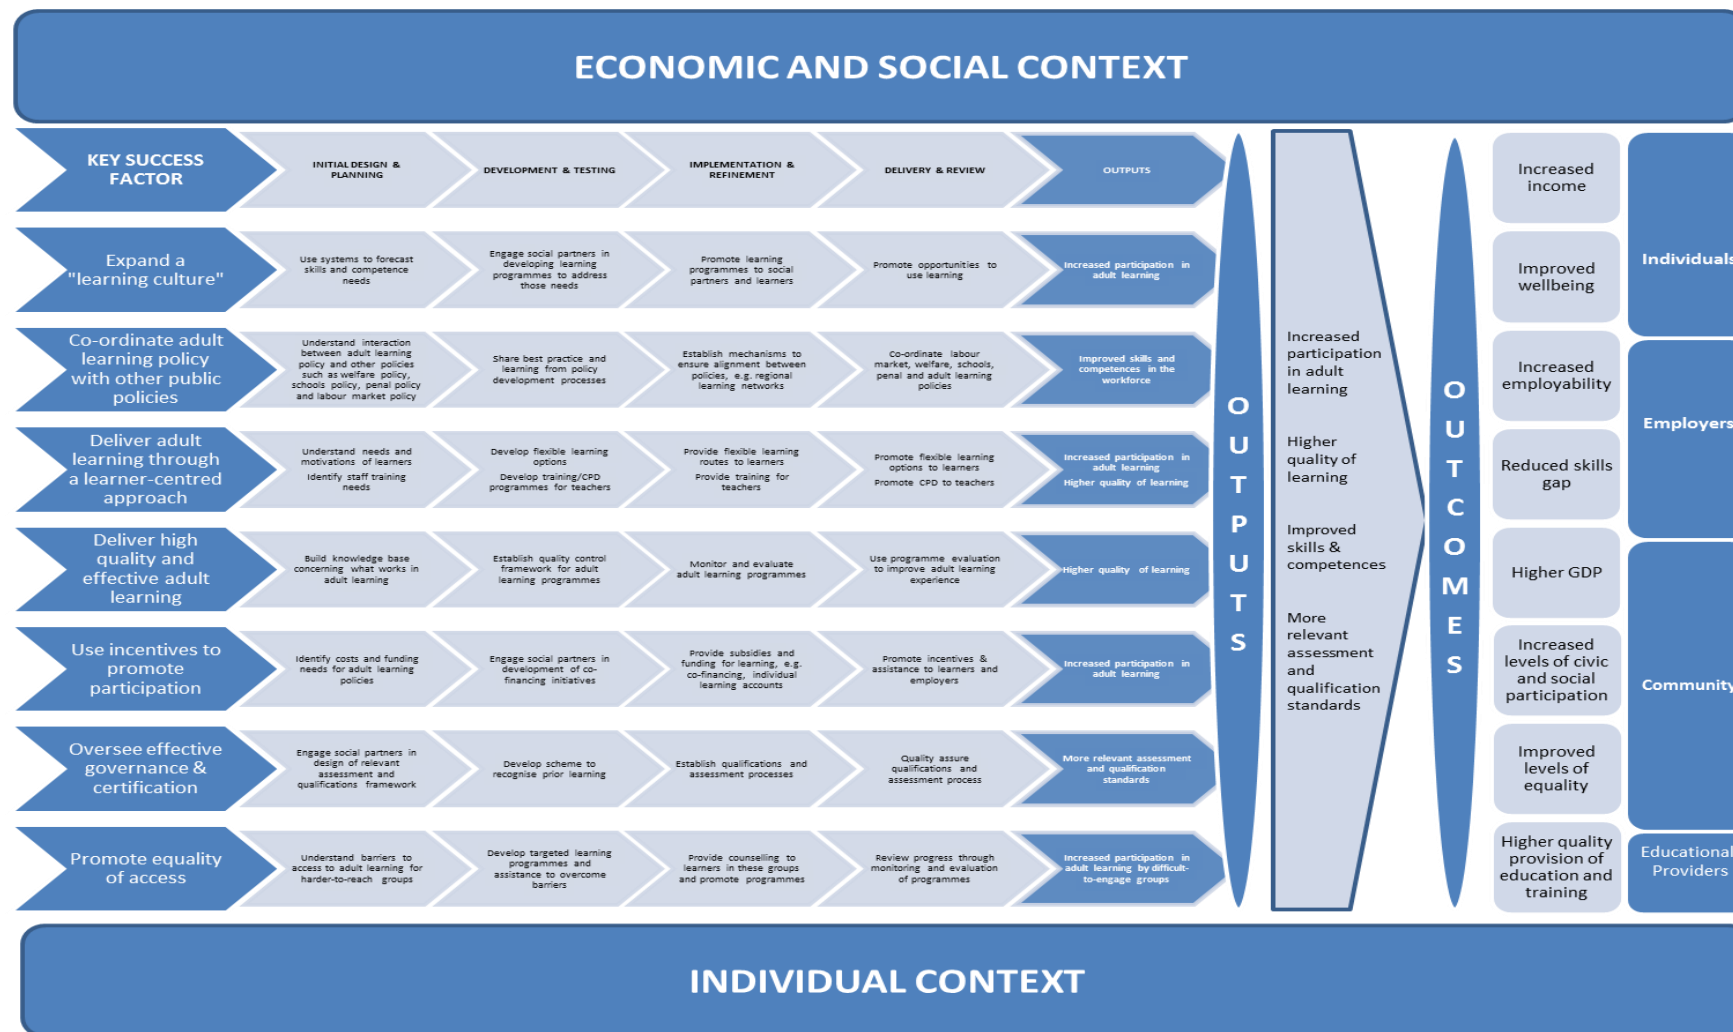 ECONOMIC AND SOCIAL CONTEXT
KEY SUCCESS
FACTOR
INITIAL DESIGN &
PLANNING
DEVELOPMENT & TESTING
IMPLEMENTATION &
REFINEMENT
DELIVERY & REVIEW
OUTPUTS
Expand a
"learning culture"
Use systems to forecast
skills and competence
needs
Engage social partners in
developing learning
programmes to address
those needs
Promote learning
programmes to social
partners and learners
Promote opportunities to
use learning
Increased participation in
adult learning
Co-ordinate adult
learning policy
with other public
policies
Understand interaction
between adult learning
policy and other policies
such as welfare policy,
schools policy, penal policy
and labour market policy
Share best practice and
learning from policy
development processes
Establish mechanisms to
ensure alignment between
policies, e.g. regional
learning networks
Co-ordinate labour
market, welfare, schools,
penal and adult learning
policies
Improved skills and
competences in the
workforce
Deliver adult
learning through
a learner-centred
approach
Understand needs and
motivations of learners
Identify staff training
needs
Develop flexible learning
options
Develop training/CPD
programmes for teachers
Provide flexible learning
routes to learners
Provide training for
teachers
Promote flexible learning
options to learners
Promote CPD to teachers
Increased participation in
adult learning
Higher quality of learning
Deliver high
quality and
effective adult
learning
Build knowledge base
concerning what works in
adult learning
Establish quality control
framework for adult
learning programmes
Monitor and evaluate
adult learning programmes
Use programme evaluation
to improve adult learning
experience
Higher quality of learning
Use incentives to
promote
participation
Identify costs and funding
needs for adult learning
policies
Engage social partners in
development of co-
financing initiatives
Provide subsidies and
funding for learning, e.g.
co-financing, individual
learning accounts
Promote incentives &
assistance to learners and
employers
Increased participation in
adult learning
Oversee effective
governance &
certification
Engage social partners in
design of relevant
assessment and
qualifications framework
Develop scheme to
recognise prior learning
Establish qualifications and
assessment processes
Quality assure
qualifications and
assessment process
More relevant assessment
and qualification
standards
Promote equality
of access
Understand barriers to
access to adult learning for
harder-to-reach groups
Develop targeted learning
programmes and
assistance to overcome
barriers
Provide counselling to
learners in these groups
and promote programmes
Review progress through
monitoring and evaluation
of programmes
Increased participation in
adult learning by difficult-
to-engage groups
OUTPUTS
Increased
participation
in adult
learning
Higher
quality of
learning
Improved
skills &
competences
More
relevant
assessment
and
qualification
standards
OUTCOMES
Increased
income
Improved
wellbeing
Increased
employability
Reduced skills
gap
Higher GDP
Increased
levels of civic
and social
participation
Improved
levels of
equality
Higher quality
provision of
education and
training
Individuals
Employers
Community
Educational
Providers
INDIVIDUAL CONTEXT